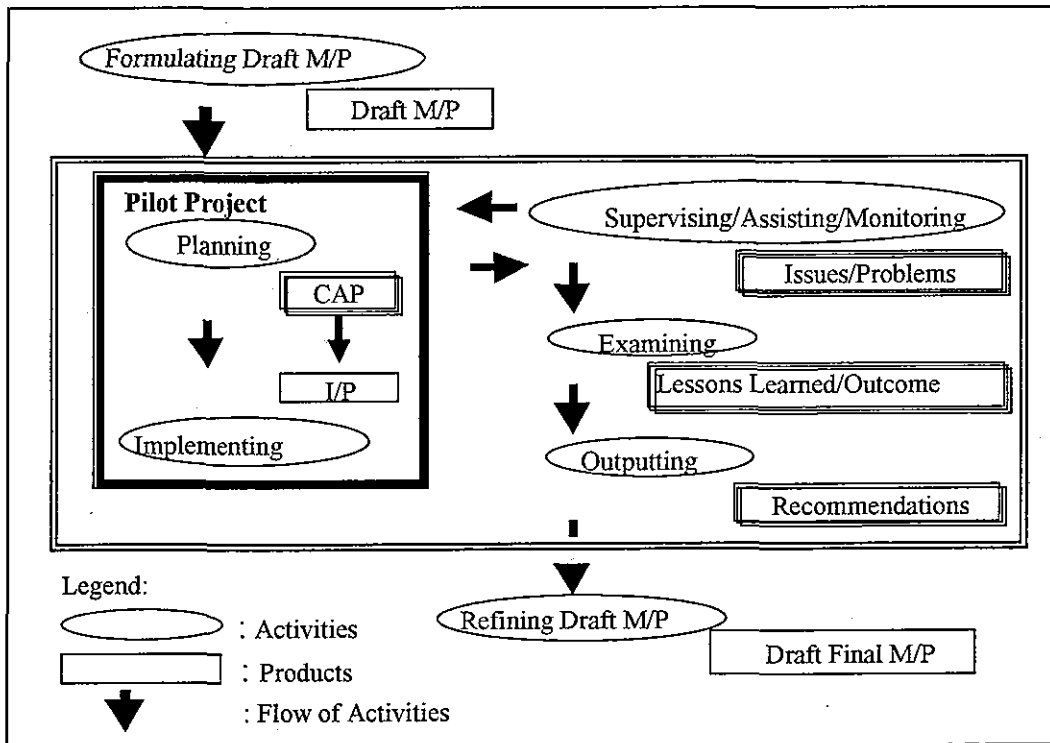 Formulating Draft M/P
Draft M/P
Pilot Project
Planning
CAP
I/P
Implementing
Supervising/Assisting/Monitoring
Issues/Problems
Examining
Lessons Learned/Outcome
Outputting
Recommendations
Refining Draft M/P
Draft Final M/P
Legend:
: Activities
: Products
: Flow of Activities